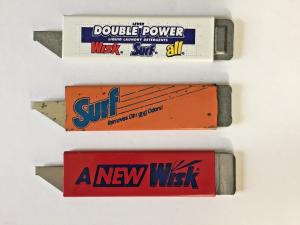 LEVER
DOUBLE POWER
LIQUID LAUNDRY DETERGENTS
Wisk. Surf. all.
Surf
Removes Dirt and Odors!
A NEW Wisk